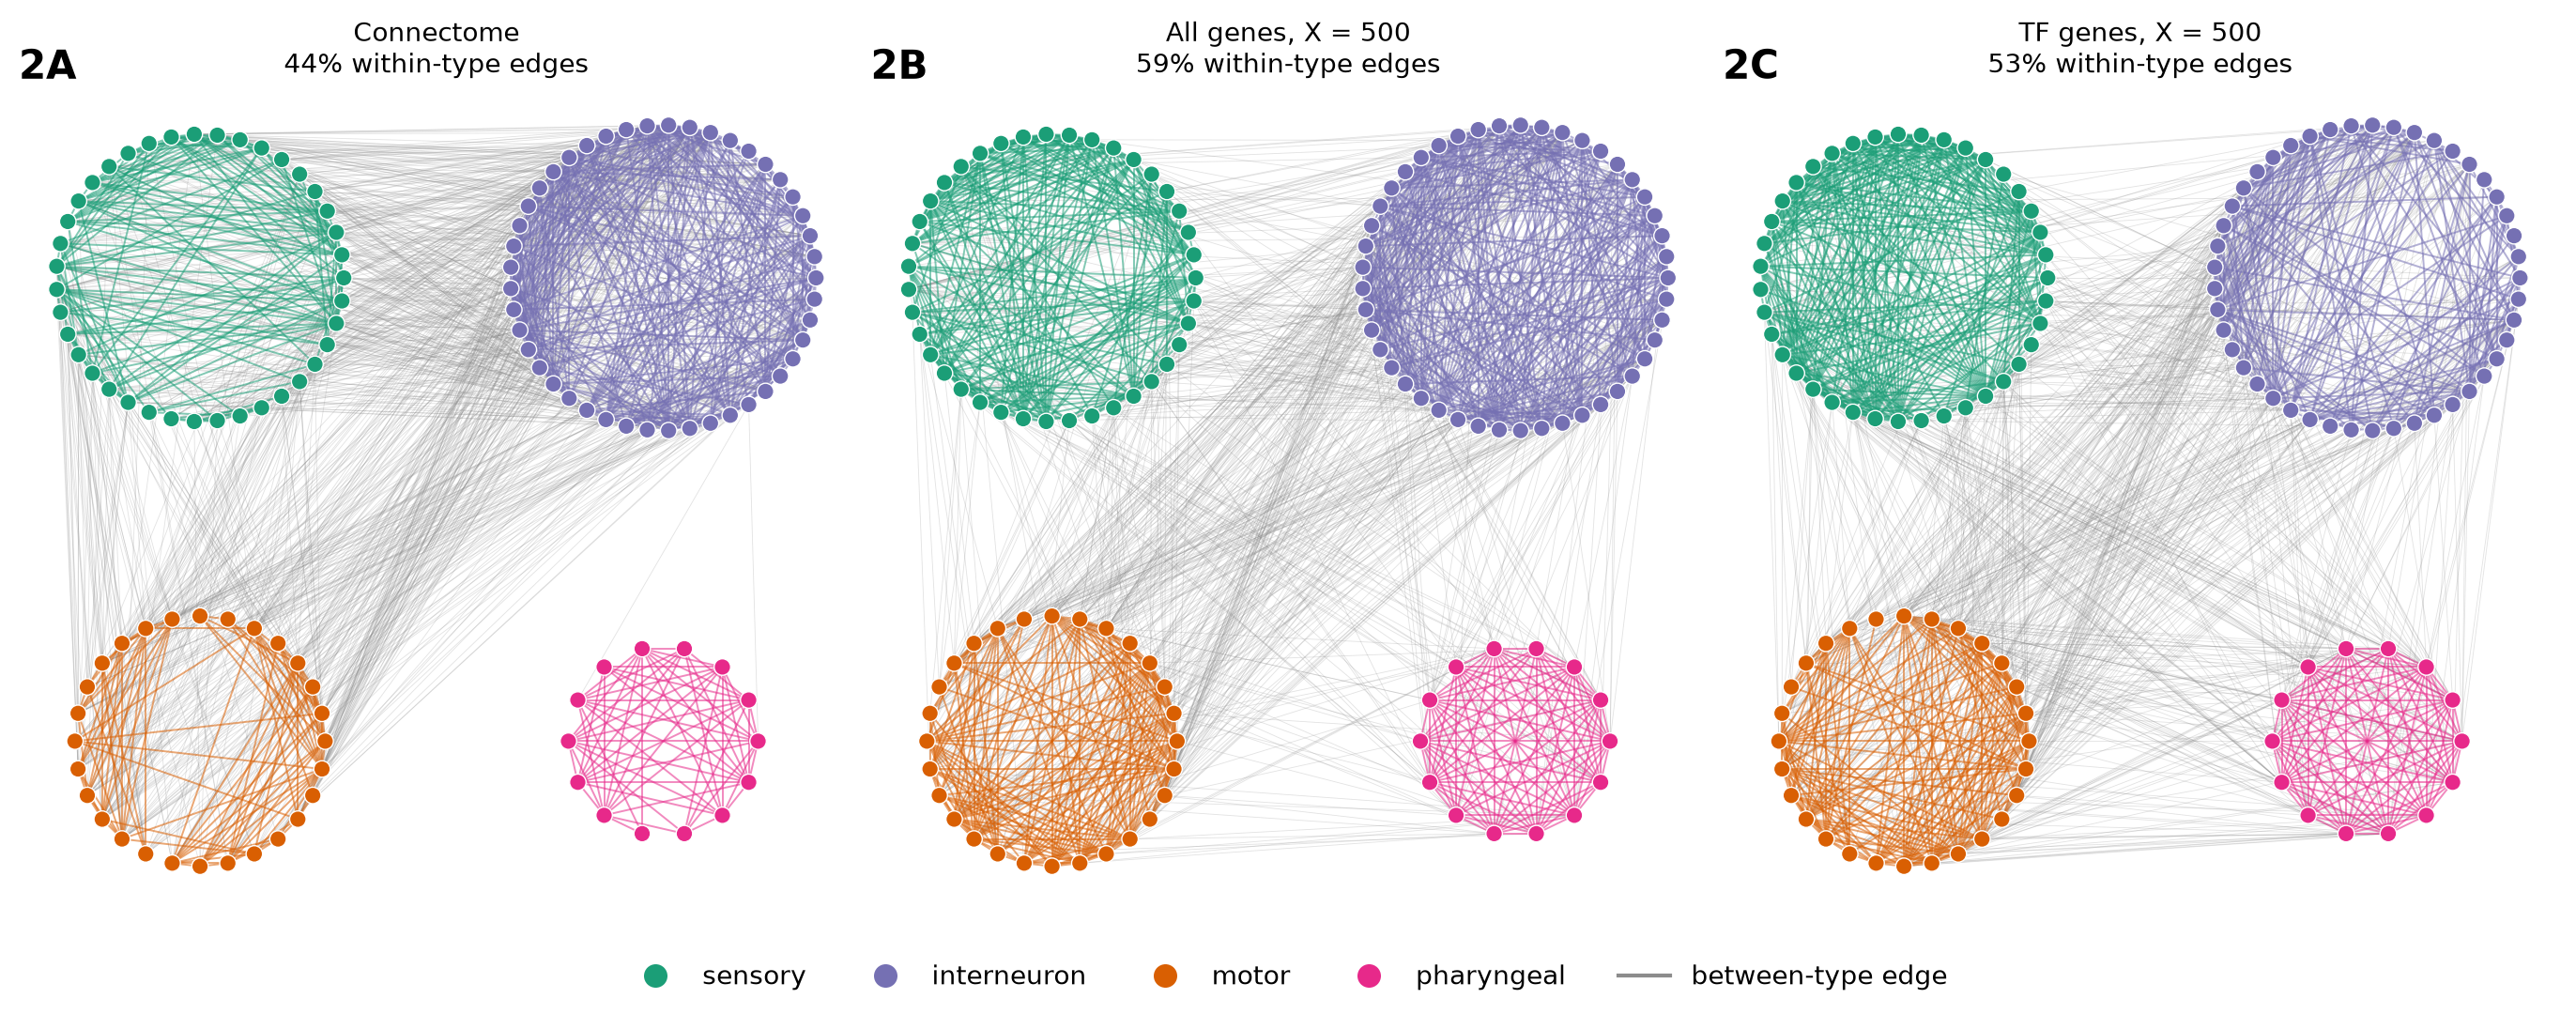 2A
Connectome
44% within-type edges
2B
All genes, X = 500
59% within-type edges
2C
TF genes, X = 500
53% within-type edges
sensory
interneuron
motor
pharyngeal
between-type edge